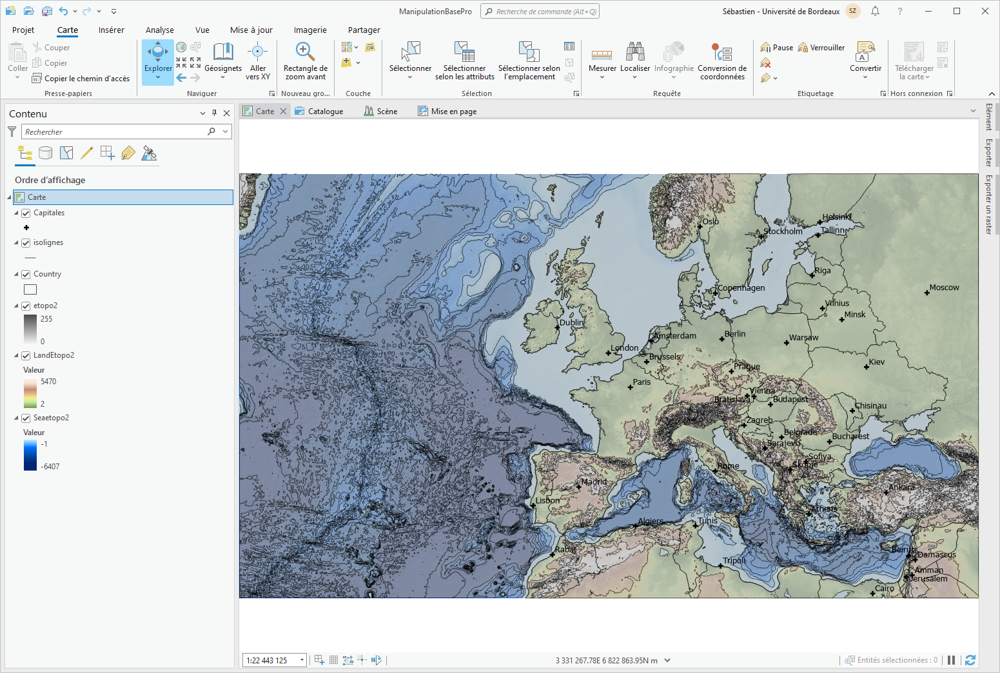 ManipulationBasePro
Recherche de commande (Alt+Q)
Sébastien - Université de Bordeaux
SZ
?
Projet
Carte
Insérer
Analyse
Vue
Mise à jour
Imagerie
Partager
Coller
Couper
Copier
Copier le chemin d'accès
Presse-papiers
Explorer
Géosignets
Aller
vers XY
Naviguer
Rectangle de
zoom avant
Nouveau gro...
Couche
Sélectionner
Sélectionner
selon les attributs
Sélectionner selon
l'emplacement
Sélection
Mesurer
Localiser
Infographie
Conversion de
coordonnées
Requête
Pause
Verrouiller
Convertir
Etiquetage
Télécharger
la carte
Hors connexion
Contenu
Rechercher
Ordre d'affichage
Carte
Capitales
isolignes
Country
etopo2
255
0
LandEtopo2
Valeur
5470
2
Seaetopo2
Valeur
-1
-6407
Carte
Catalogue
Scène
Mise en page
Elément
Exporter
Exporter un raster
Oslo
Helsinki
Stockholm
Tallinn
Riga
Copenhagen
Moscow
Vilnius
Minsk
Dublin
Amsterdam
Berlin
Warsaw
London
Brussels
Prague
Kiev
Paris
Vienna
Bratislava
Budapest
Chisinau
Zagreb
Belgrade
Bucharest
Sarajevo
Sofiya
Skopje
Rome
Madrid
Ankara
Lisbon
Athens
Algiers
Tunis
Rabat
Beirut
Damascus
Tripoli
Amman
Jerusalem
Cairo
1:22 443 125
3 331 267.78E 6 822 863.95N m
Entités sélectionnées : 0